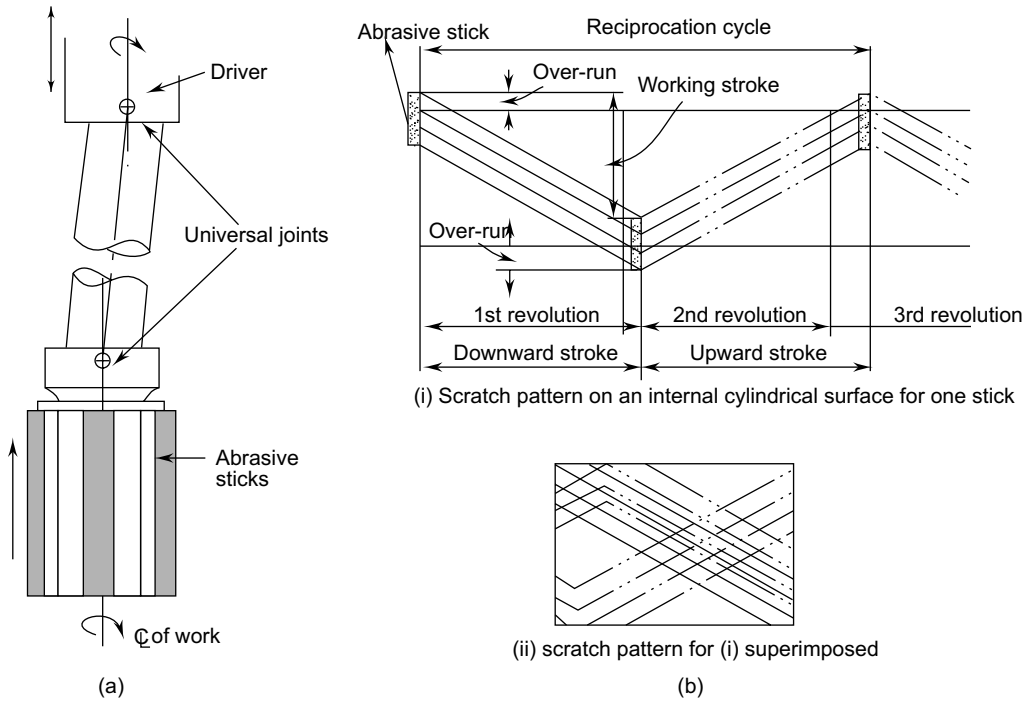 Driver
Universal joints
Abrasive
sticks
℄ of work
(a)
Reciprocation cycle
Abrasive stick
Over-run
Working stroke
Over-run
1st revolution
2nd revolution
3rd revolution
Downward stroke
Upward stroke
(i) Scratch pattern on an internal cylindrical surface for one stick
(ii) scratch pattern for (i) superimposed
(b)